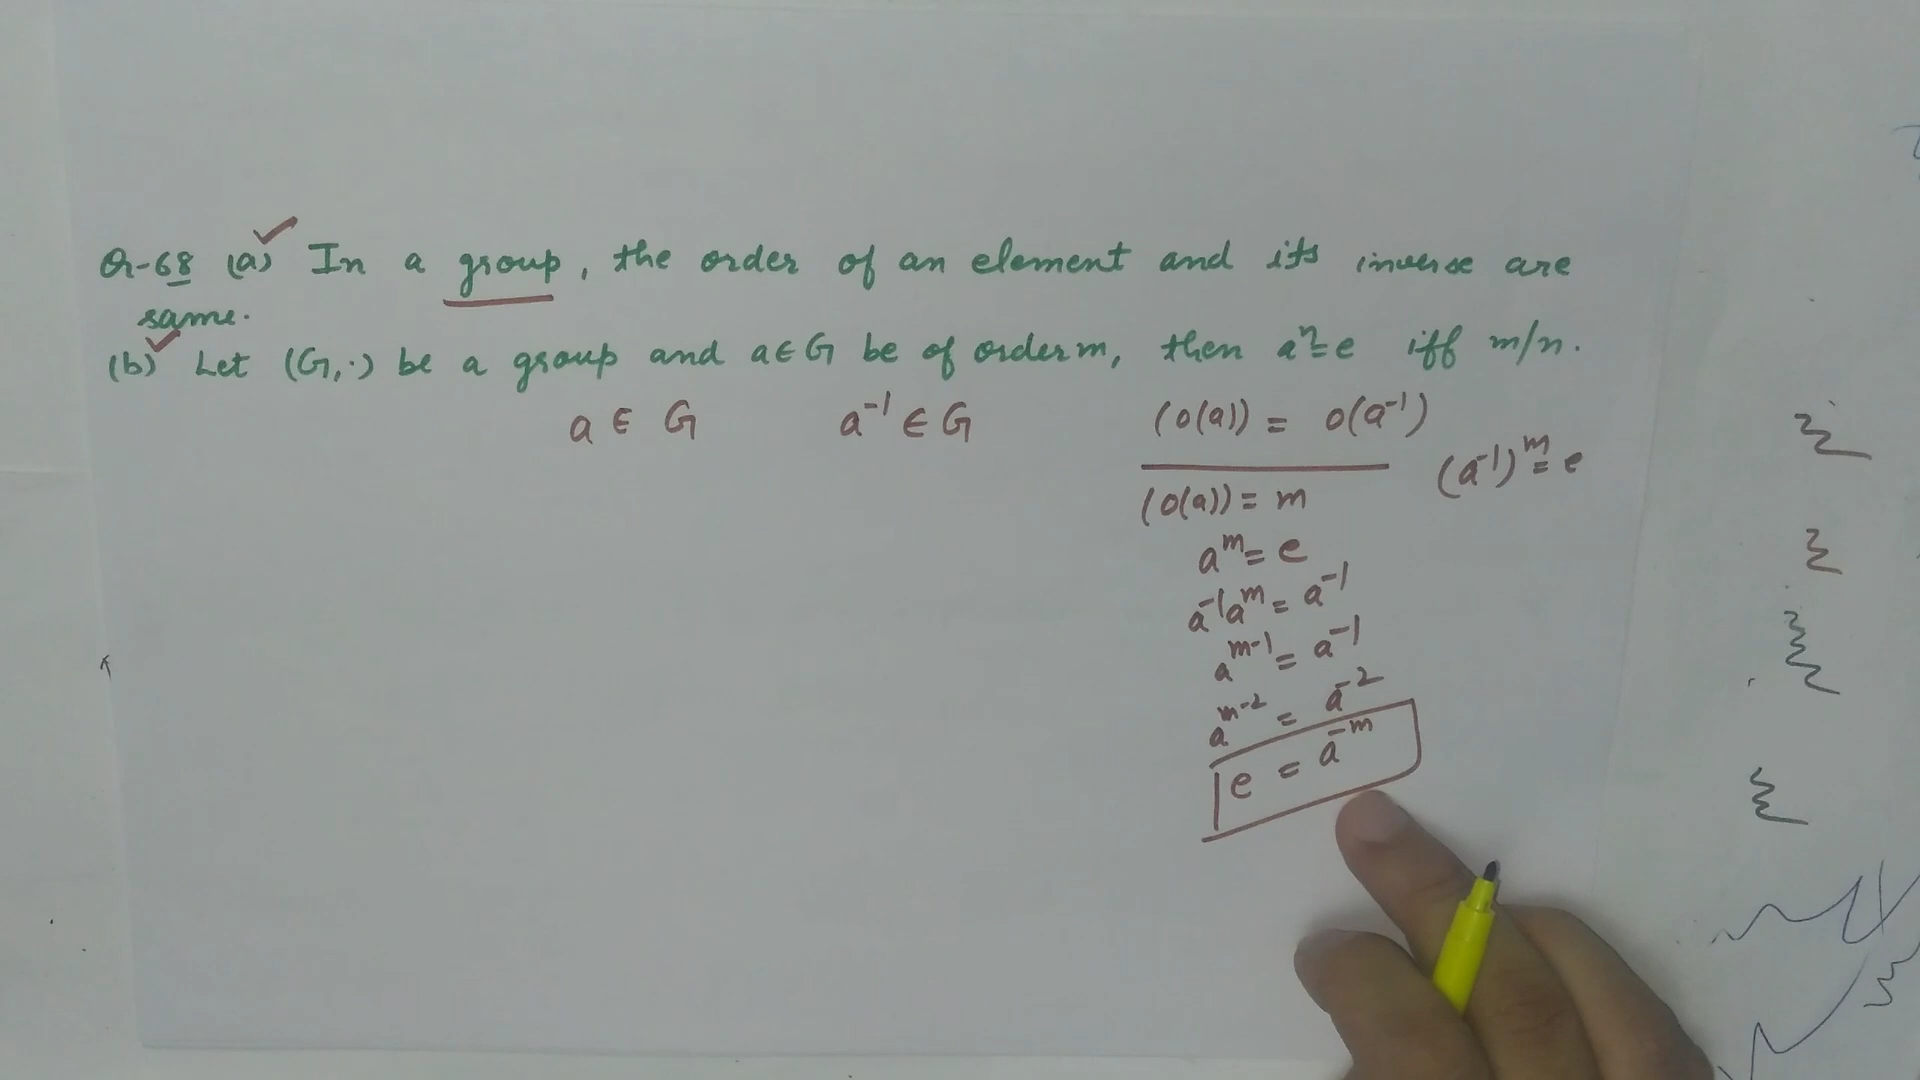 Q-68 (a) In a group, the order of an element and its inverse are
same.
(b) Let (G,·) be a group and a∈G be of order m, then aⁿ=e iff m/n.
a ∈ G a⁻¹ ∈ G (o(a)) = o(a⁻¹)
(a⁻¹)ᵐ = e
(o(a)) = m
aᵐ = e
a⁻¹aᵐ = a⁻¹
aᵐ⁻¹ = a⁻¹
aᵐ⁻² = a⁻²
e = a⁻ᵐ